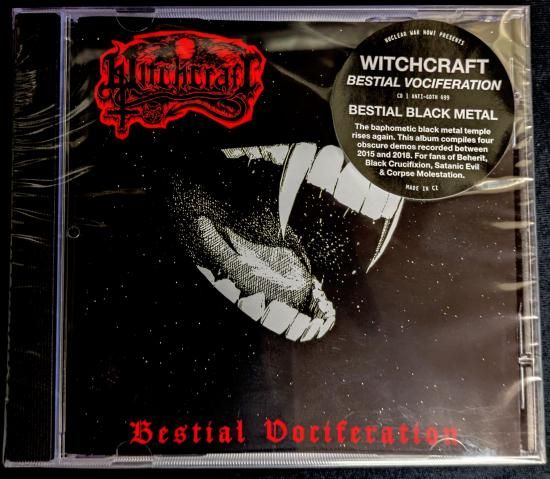 Witchcraft
NUCLEAR WAR NOW! PRESENTS
WITCHCRAFT
BESTIAL VOCIFERATION
CD | ANTI-GOTH 699
BESTIAL BLACK METAL
The baphometic black metal temple
rises again. This album compiles four
obscure demos recorded between
2015 and 2018. For fans of Beherit,
Black Crucifixion, Satanic Evil
& Corpse Molestation.
MADE IN CZ
Bestial Vociferation